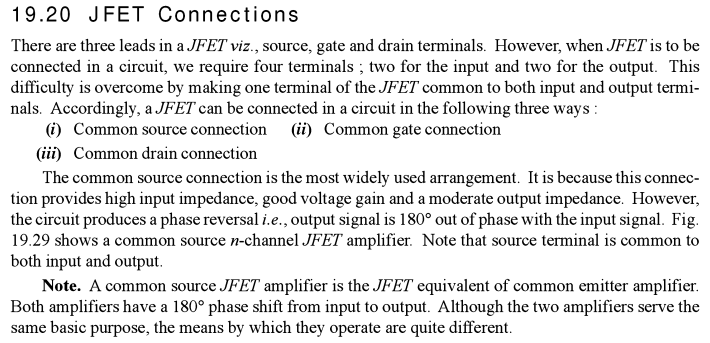 19.20 JFET Connections
There are three leads in a JFET viz., source, gate and drain terminals. However, when JFET is to be
connected in a circuit, we require four terminals ; two for the input and two for the output. This
difficulty is overcome by making one terminal of the JFET common to both input and output termi-
nals. Accordingly, a JFET can be connected in a circuit in the following three ways :
(i) Common source connection (ii) Common gate connection
(iii) Common drain connection
The common source connection is the most widely used arrangement. It is because this connec-
tion provides high input impedance, good voltage gain and a moderate output impedance. However,
the circuit produces a phase reversal i.e., output signal is 180° out of phase with the input signal. Fig.
19.29 shows a common source n-channel JFET amplifier. Note that source terminal is common to
both input and output.
Note. A common source JFET amplifier is the JFET equivalent of common emitter amplifier.
Both amplifiers have a 180° phase shift from input to output. Although the two amplifiers serve the
same basic purpose, the means by which they operate are quite different.